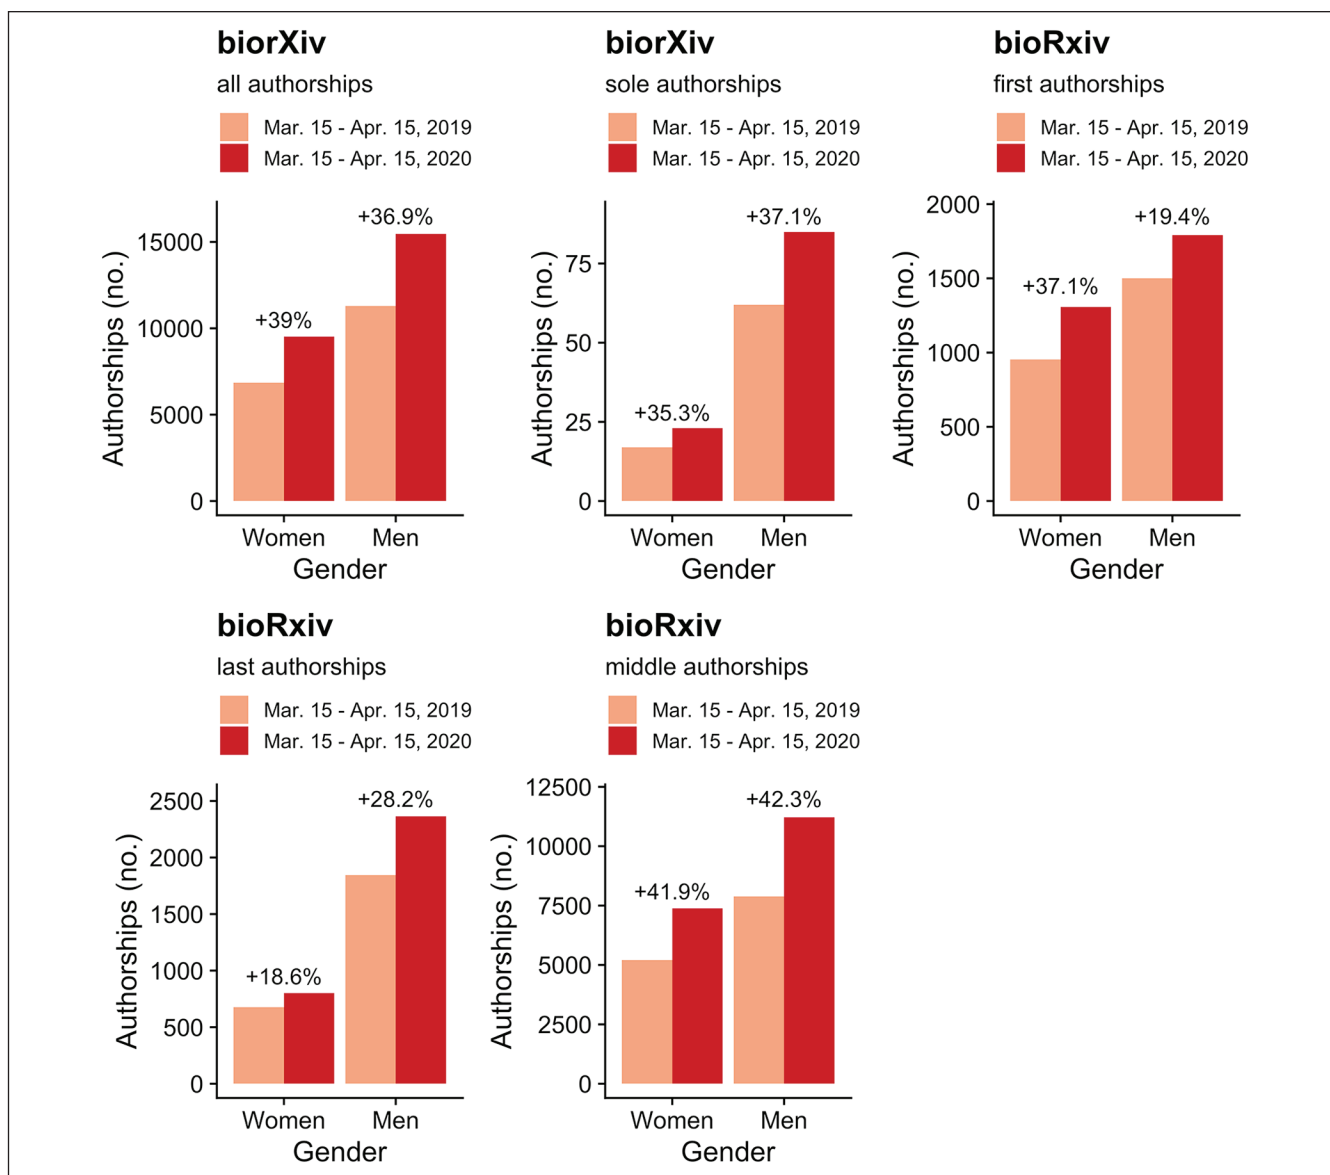 biorXiv
all authorships
Mar. 15 - Apr. 15, 2019
Mar. 15 - Apr. 15, 2020
Authorships (no.)
15000
10000
5000
0
+39%
+36.9%
Women
Men
Gender
biorXiv
sole authorships
Mar. 15 - Apr. 15, 2019
Mar. 15 - Apr. 15, 2020
Authorships (no.)
75
50
25
0
+35.3%
+37.1%
Women
Men
Gender
bioRxiv
first authorships
Mar. 15 - Apr. 15, 2019
Mar. 15 - Apr. 15, 2020
Authorships (no.)
2000
1500
1000
500
0
+37.1%
+19.4%
Women
Men
Gender
bioRxiv
last authorships
Mar. 15 - Apr. 15, 2019
Mar. 15 - Apr. 15, 2020
Authorships (no.)
2500
2000
1500
1000
500
0
+18.6%
+28.2%
Women
Men
Gender
bioRxiv
middle authorships
Mar. 15 - Apr. 15, 2019
Mar. 15 - Apr. 15, 2020
Authorships (no.)
12500
10000
7500
5000
2500
0
+41.9%
+42.3%
Women
Men
Gender